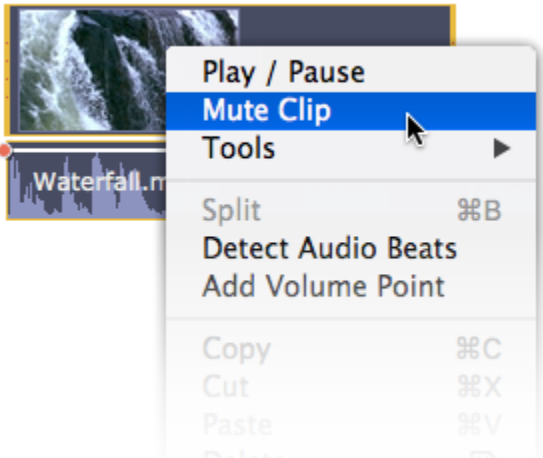 Play / Pause
Mute Clip
Tools
Waterfall.m
Split ⌘B
Detect Audio Beats
Add Volume Point
Copy ⌘C
Cut ⌘X
Paste ⌘V